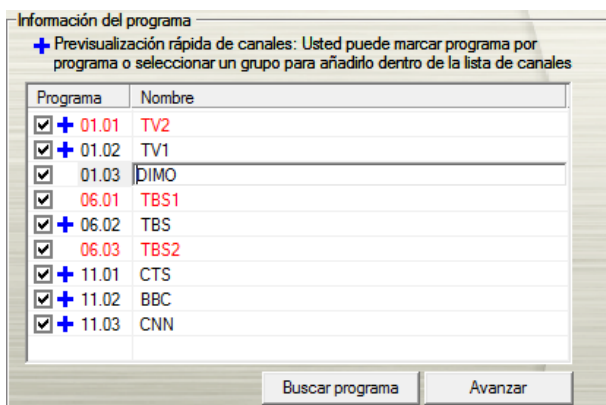 Información del programa
Previsualización rápida de canales: Usted puede marcar programa por
programa o seleccionar un grupo para añadirlo dentro de la lista de canales
Programa Nombre
01.01 TV2
01.02 TV1
01.03 DIMO
06.01 TBS1
06.02 TBS
06.03 TBS2
11.01 CTS
11.02 BBC
11.03 CNN
Buscar programa Avanzar